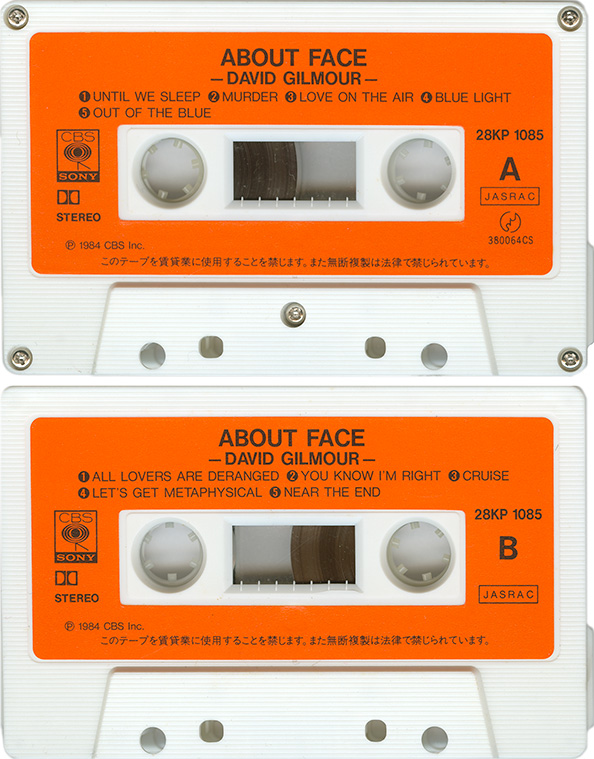 ABOUT FACE
—DAVID GILMOUR—
❶UNTIL WE SLEEP ❷MURDER ❸LOVE ON THE AIR ❹BLUE LIGHT
❺OUT OF THE BLUE
28KP 1085
CBS
SONY
A
JASRAC
STEREO
380064CS
Ⓟ 1984 CBS Inc.
このテープを賃貸業に使用することを禁じます。また無断複製は法律で禁じられています。
ABOUT FACE
—DAVID GILMOUR—
❶ALL LOVERS ARE DERANGED ❷YOU KNOW I'M RIGHT ❸CRUISE
❹LET'S GET METAPHYSICAL ❺NEAR THE END
28KP 1085
CBS
SONY
B
JASRAC
STEREO
Ⓟ 1984 CBS Inc.
このテープを賃貸業に使用することを禁じます。また無断複製は法律で禁じられています。